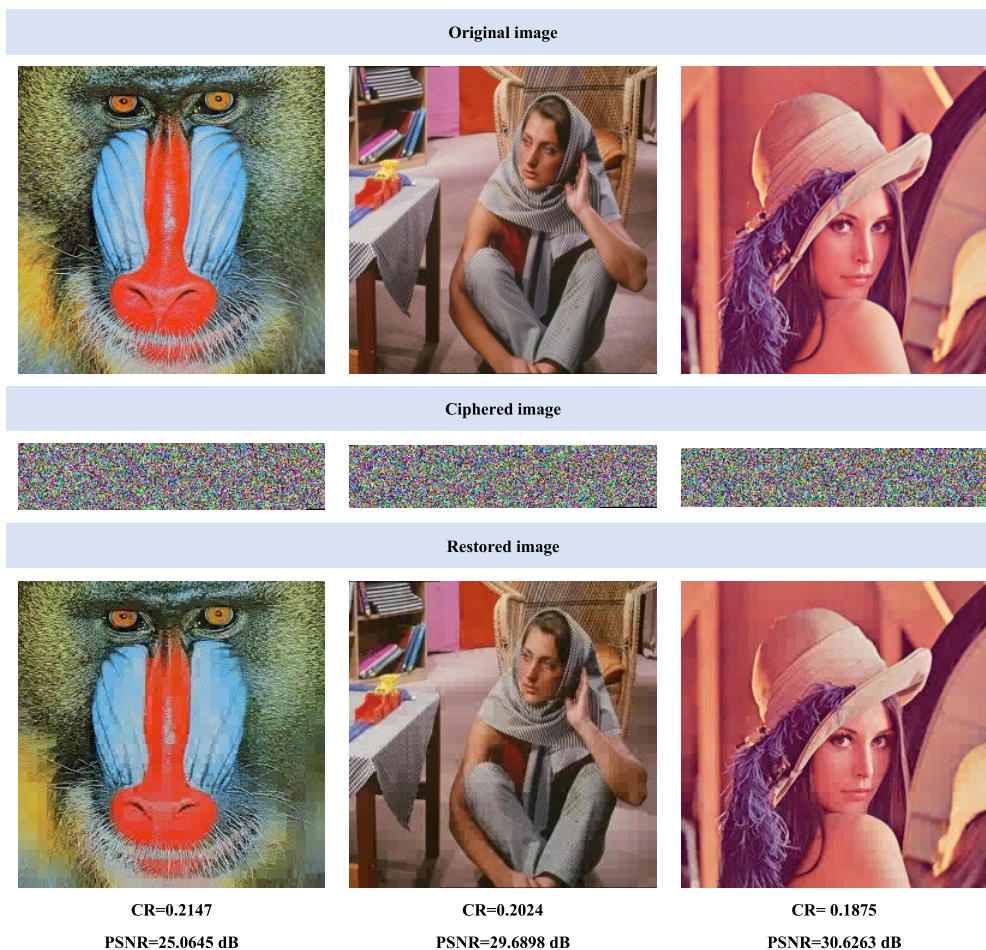 Original image
Ciphered image
Restored image
CR=0.2147
CR=0.2024
CR= 0.1875
PSNR=25.0645 dB
PSNR=29.6898 dB
PSNR=30.6263 dB